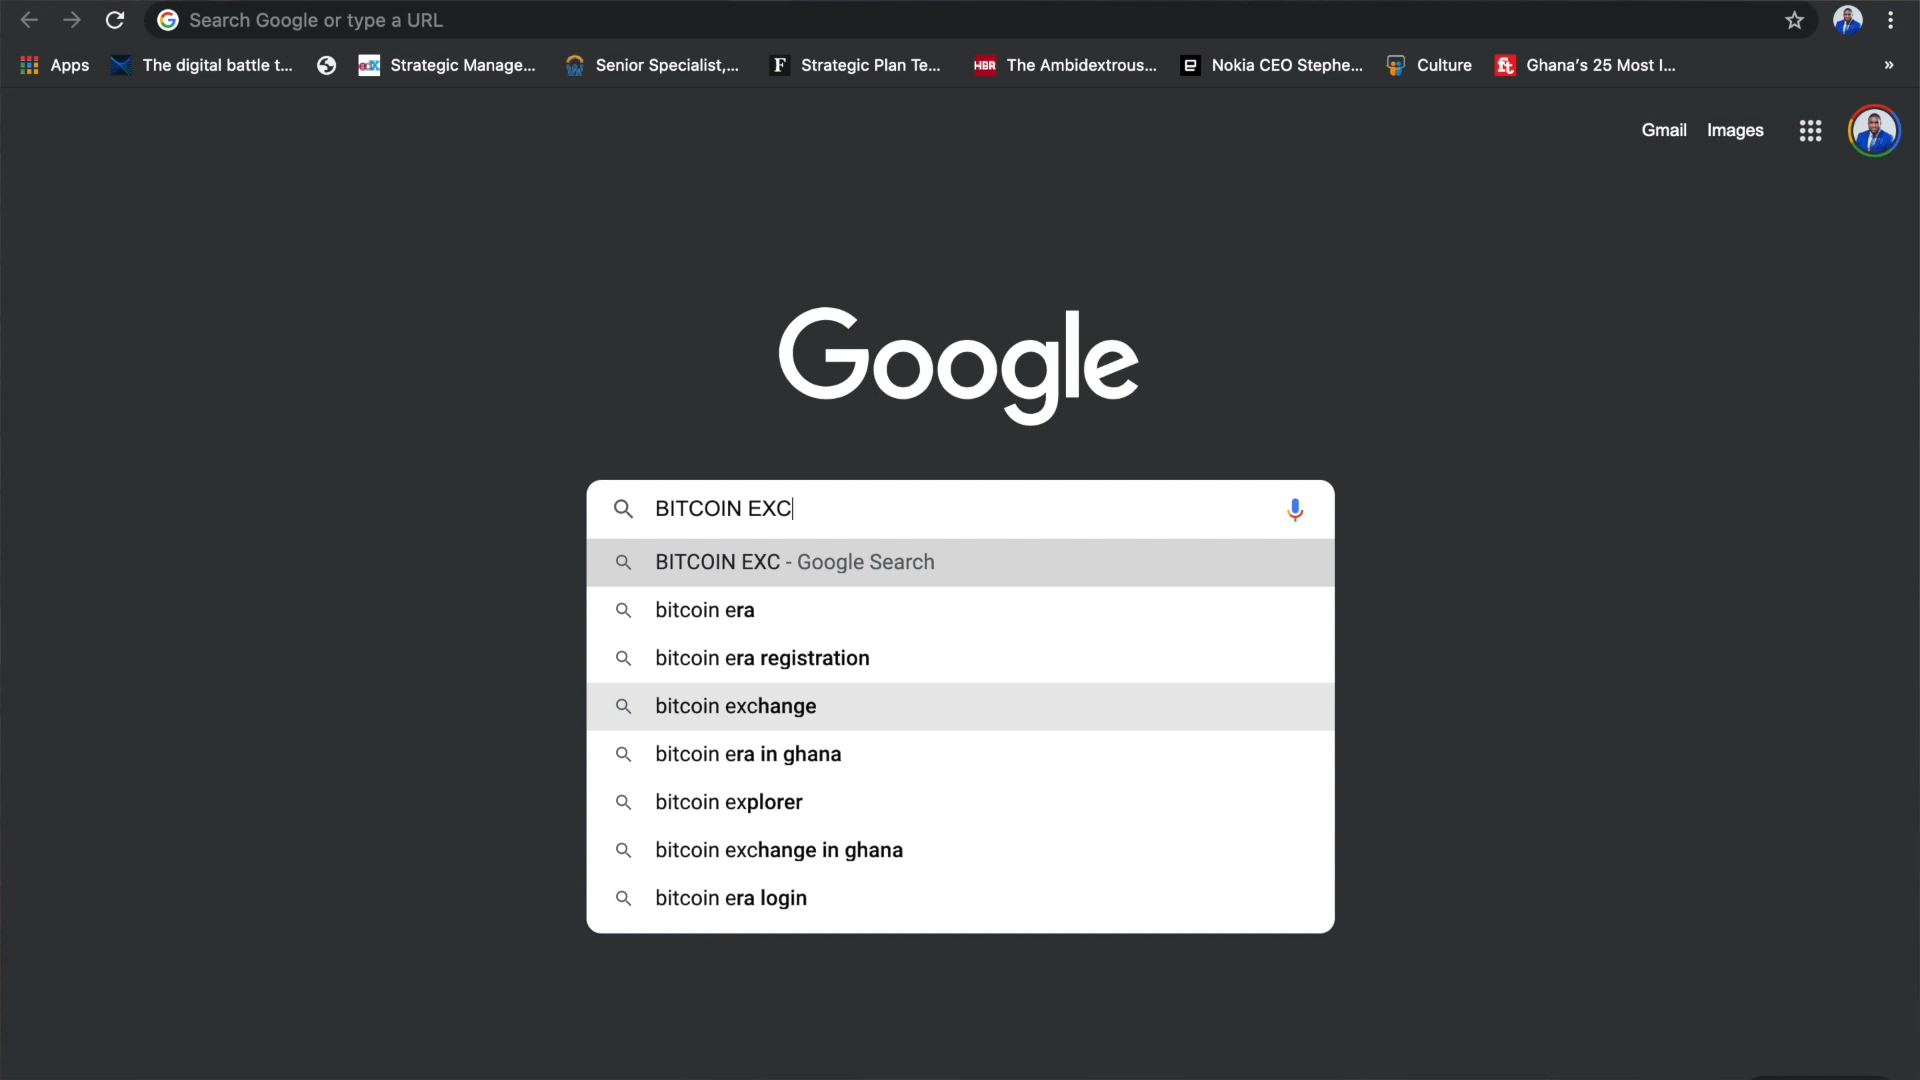 Search Google or type a URL
Apps
The digital battle t...
edX
Strategic Manage...
Senior Specialist,...
F
Strategic Plan Te...
HBR
The Ambidextrous...
e
Nokia CEO Stephe...
Culture
ft
Ghana's 25 Most I...
»
Gmail Images
Google
BITCOIN EXC
BITCOIN EXC - Google Search
bitcoin era
bitcoin era registration
bitcoin exchange
bitcoin era in ghana
bitcoin explorer
bitcoin exchange in ghana
bitcoin era login